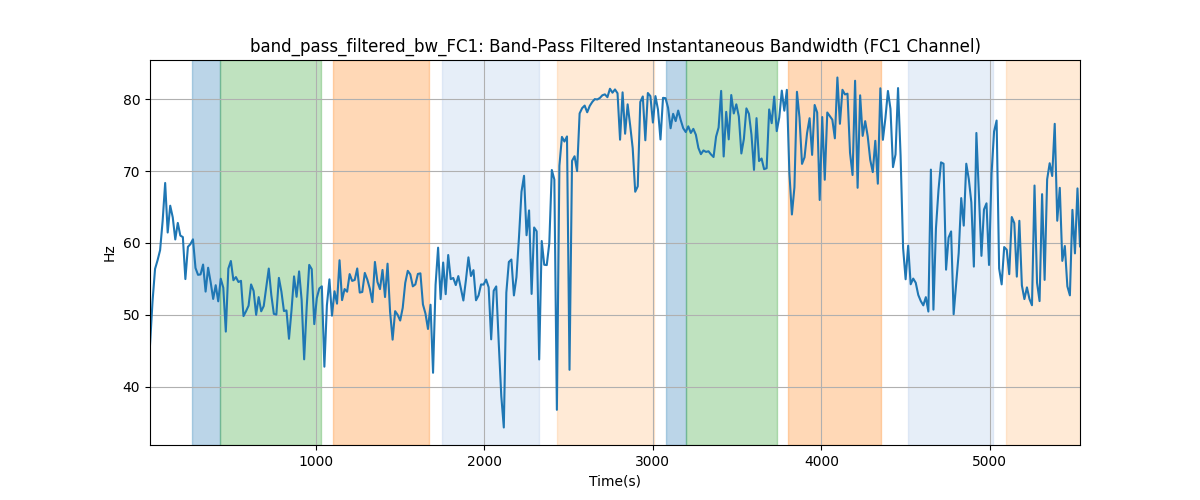 band_pass_filtered_bw_FC1: Band-Pass Filtered Instantaneous Bandwidth (FC1 Channel)
80
70
60
50
40
Hz
1000 2000 3000 4000 5000
Time(s)